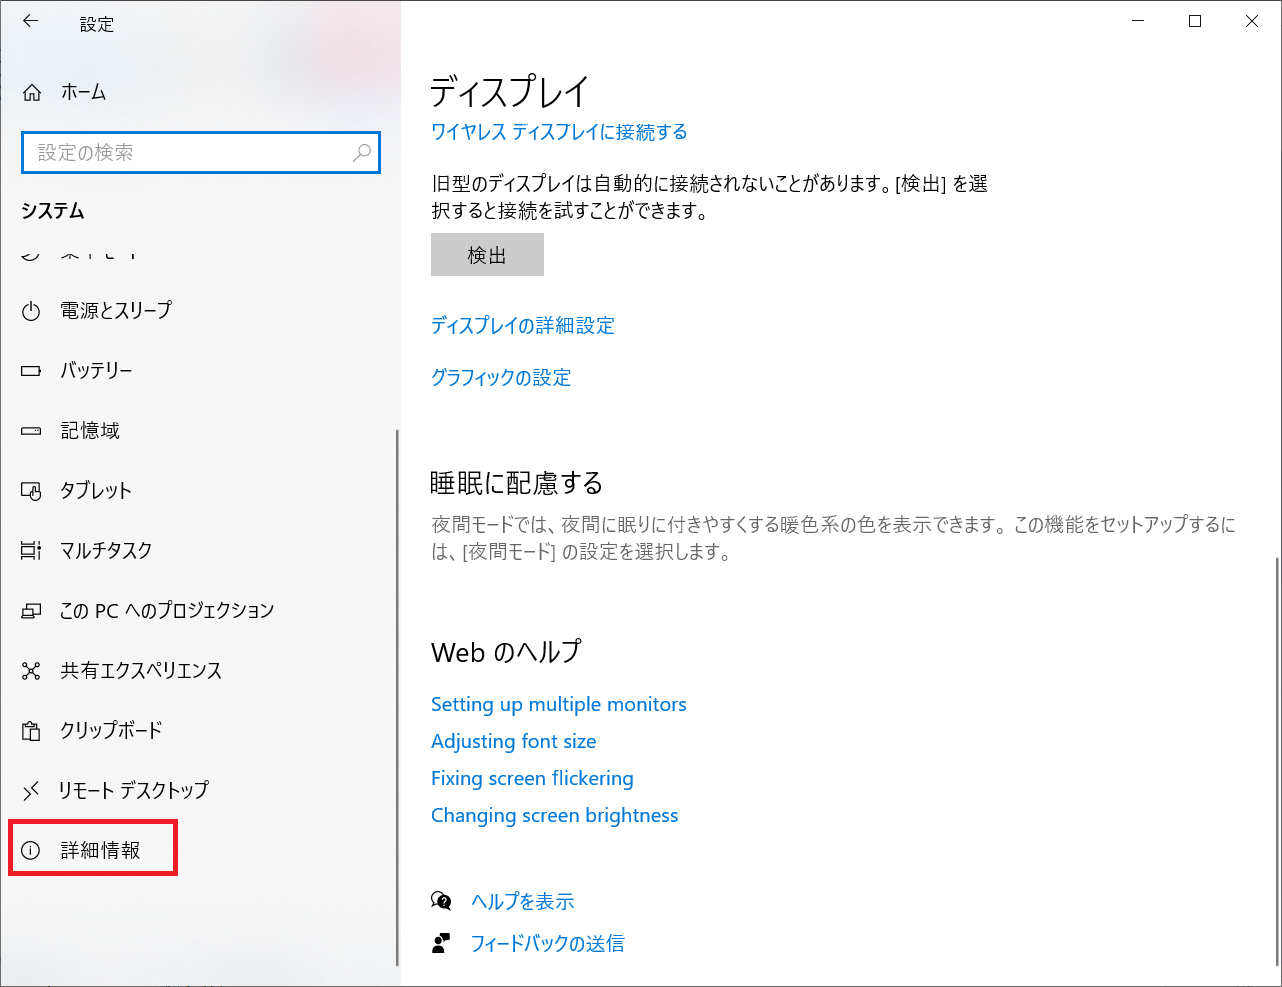 設定
ホーム
設定の検索
システム
電源とスリープ
バッテリー
記憶域
タブレット
マルチタスク
この PC へのプロジェクション
共有エクスペリエンス
クリップボード
リモート デスクトップ
詳細情報
ディスプレイ
ワイヤレス ディスプレイに接続する
旧型のディスプレイは自動的に接続されないことがあります。[検出] を選
択すると接続を試すことができます。
検出
ディスプレイの詳細設定
グラフィックの設定
睡眠に配慮する
夜間モードでは、夜間に眠りに付きやすくする暖色系の色を表示できます。この機能をセットアップするに
は、[夜間モード] の設定を選択します。
Web のヘルプ
Setting up multiple monitors
Adjusting font size
Fixing screen flickering
Changing screen brightness
ヘルプを表示
フィードバックの送信